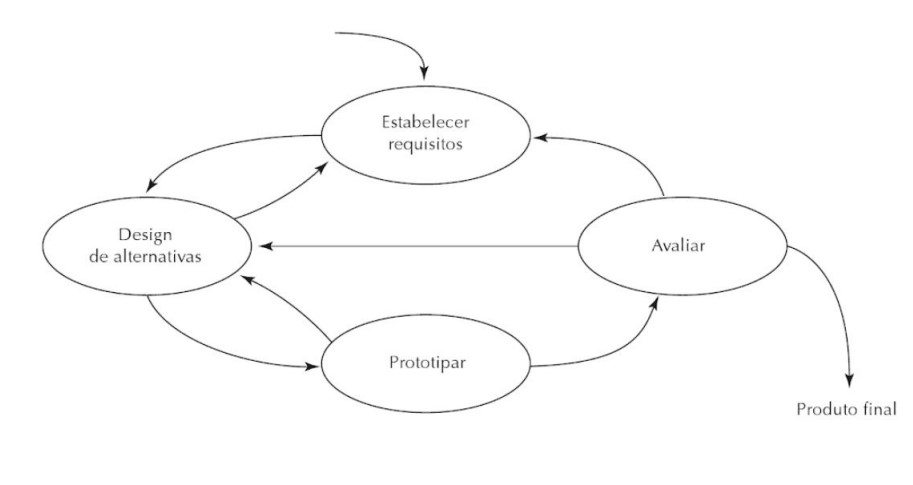 Estabelecer
requisitos
Design
de alternativas
Avaliar
Prototipar
Produto final